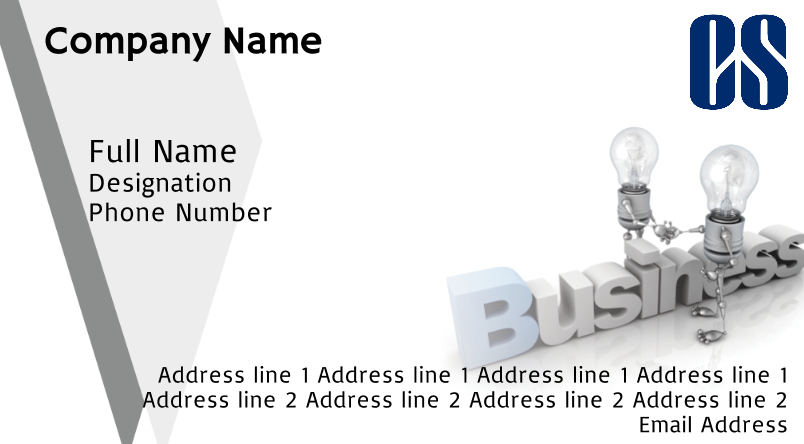 Company Name
CS
Full Name
Designation
Phone Number
Business
Address line 1 Address line 1 Address line 1 Address line 1
Address line 2 Address line 2 Address line 2 Address line 2
Email Address